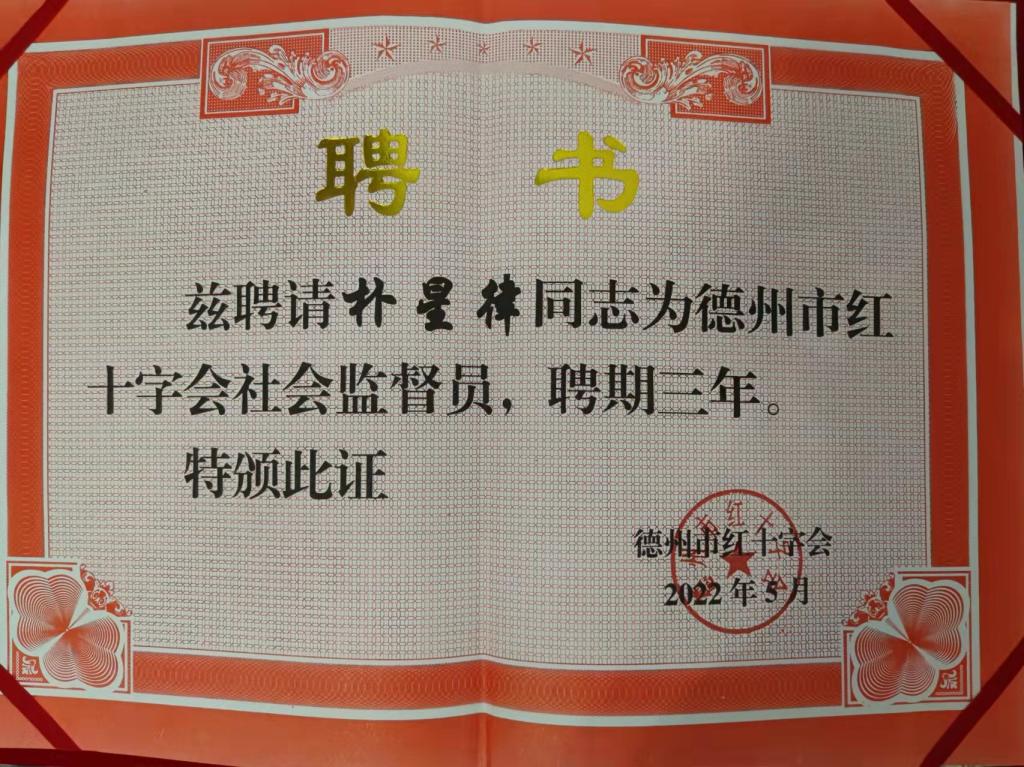 聘 书
兹聘请朴星律同志为德州市红
十字会社会监督员，聘期三年。
特颁此证
德州市红十字会
2022年5月